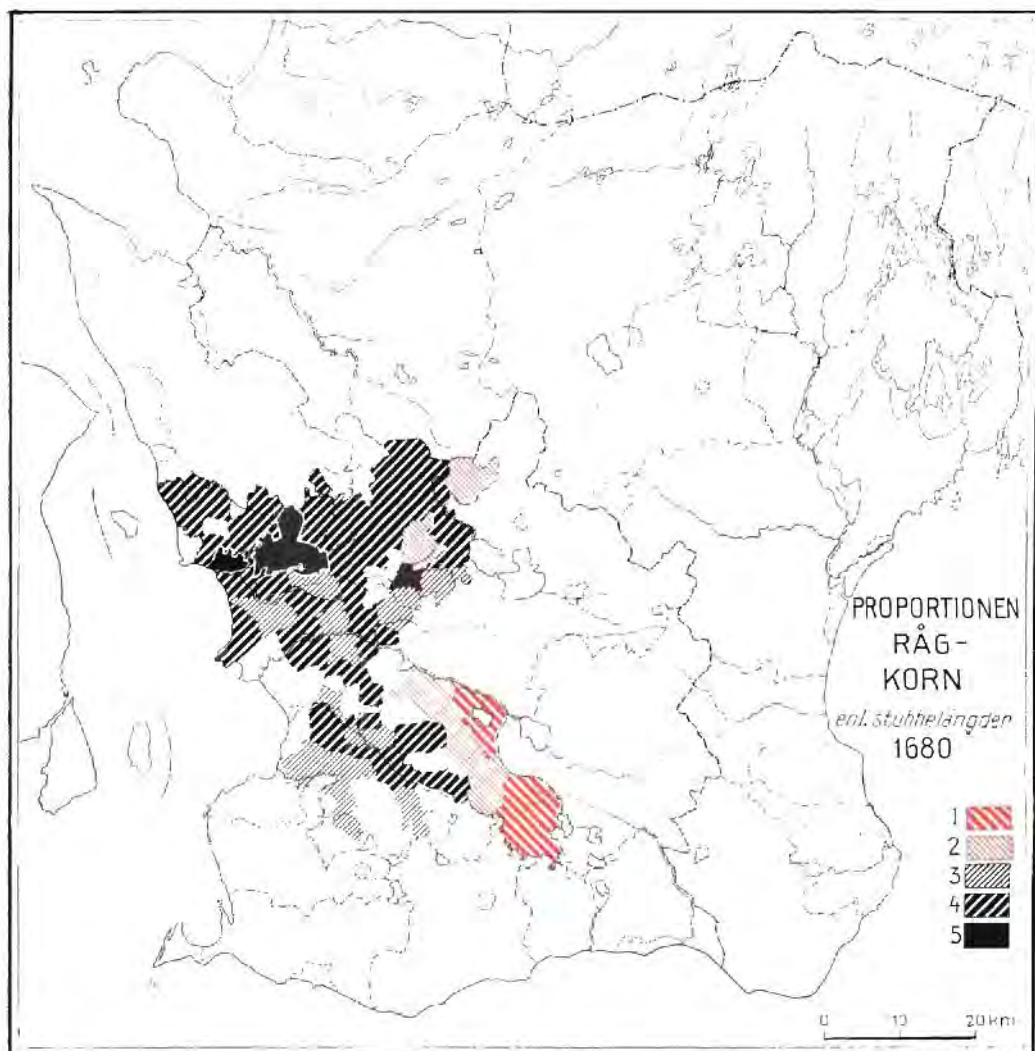 PROPORTIONEN
RÅG-
KORN
enl. stubbelängden
1680
1
2
3
4
5
0 10 20 km